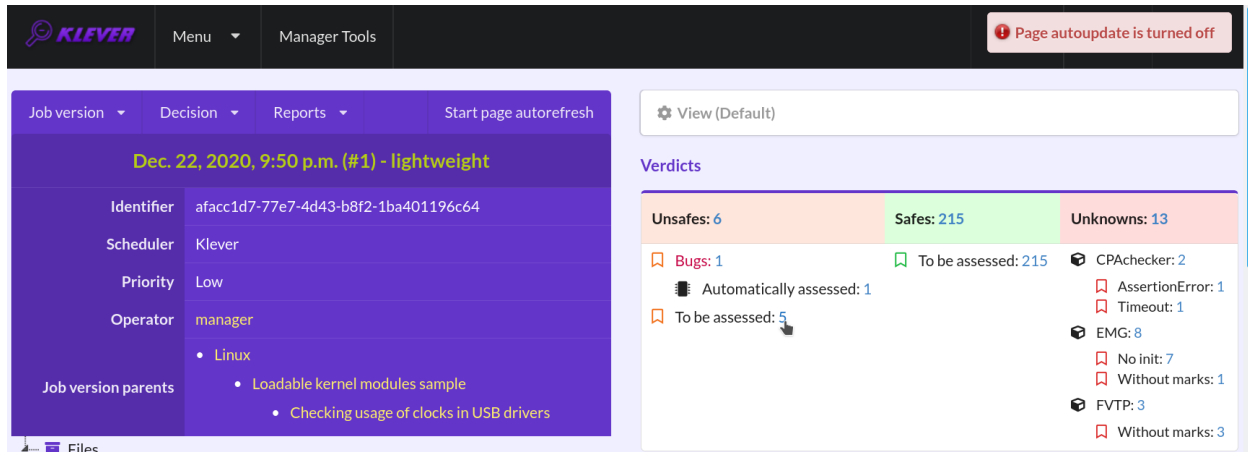 KLEVER
Menu
Manager Tools
Page autoupdate is turned off
Job version
Decision
Reports
Start page autorefresh
Dec. 22, 2020, 9:50 p.m. (#1) - lightweight
Identifier afacc1d7-77e7-4d43-b8f2-1ba401196c64
Scheduler Klever
Priority Low
Operator manager
Job version parents
Linux
Loadable kernel modules sample
Checking usage of clocks in USB drivers
Files
View (Default)
Verdicts
Unsafes: 6
Bugs: 1
Automatically assessed: 1
To be assessed: 5
Safes: 215
To be assessed: 215
Unknowns: 13
CPAchecker: 2
AssertionError: 1
Timeout: 1
EMG: 8
No init: 7
Without marks: 1
FVTP: 3
Without marks: 3